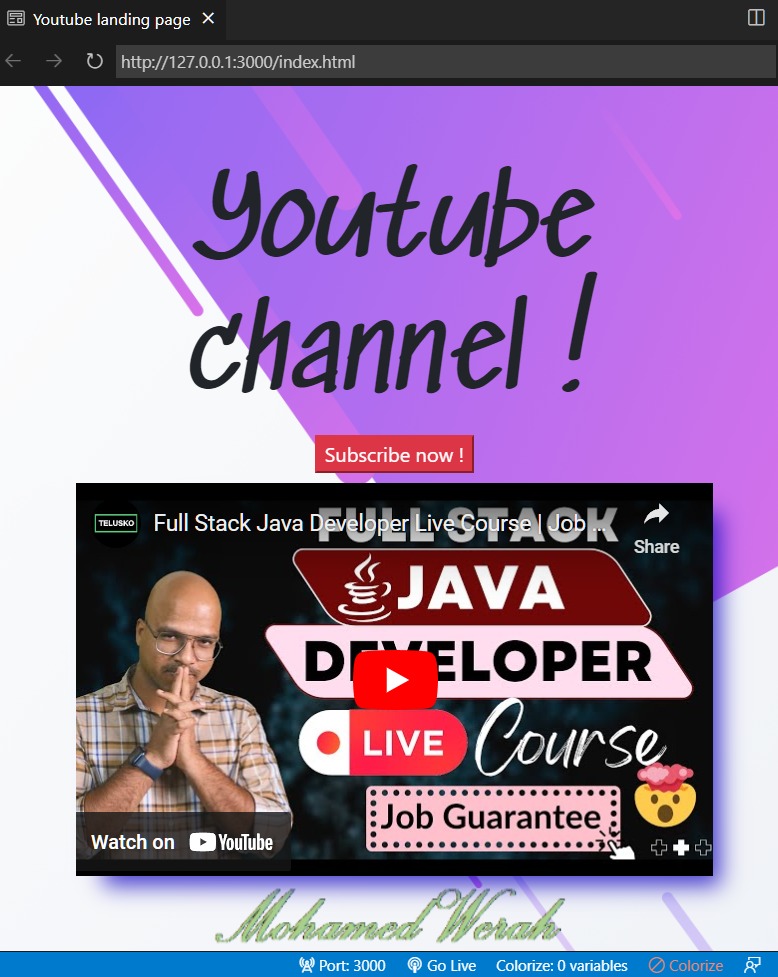 Youtube landing page
http://127.0.0.1:3000/index.html
Youtube
channel !
Subscribe now !
TELUSKO
Full Stack Java Developer Live Course | Job ...
Share
FULL STACK
JAVA
DEVELOPER
LIVE
Course
Job Guarantee
Watch on YouTube
Mohamed Werah
Port: 3000 Go Live Colorize: 0 variables Colorize